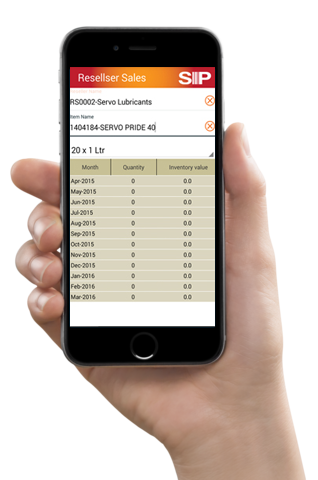 Resellser Sales SIIP
RS0002-Servo Lubricants
Item Name
1404184-SERVO PRIDE 40
20 x 1 Ltr
Month Quantity Inventory value
Apr-2015 0 0.0
May-2015 0 0.0
Jun-2015 0 0.0
Jul-2015 0 0.0
Aug-2015 0 0.0
Sep-2015 0 0.0
Oct-2015 0 0.0
Nov-2015 0 0.0
Dec-2015 0 0.0
Jan-2016 0 0.0
Feb-2016 0 0.0
Mar-2016 0 0.0